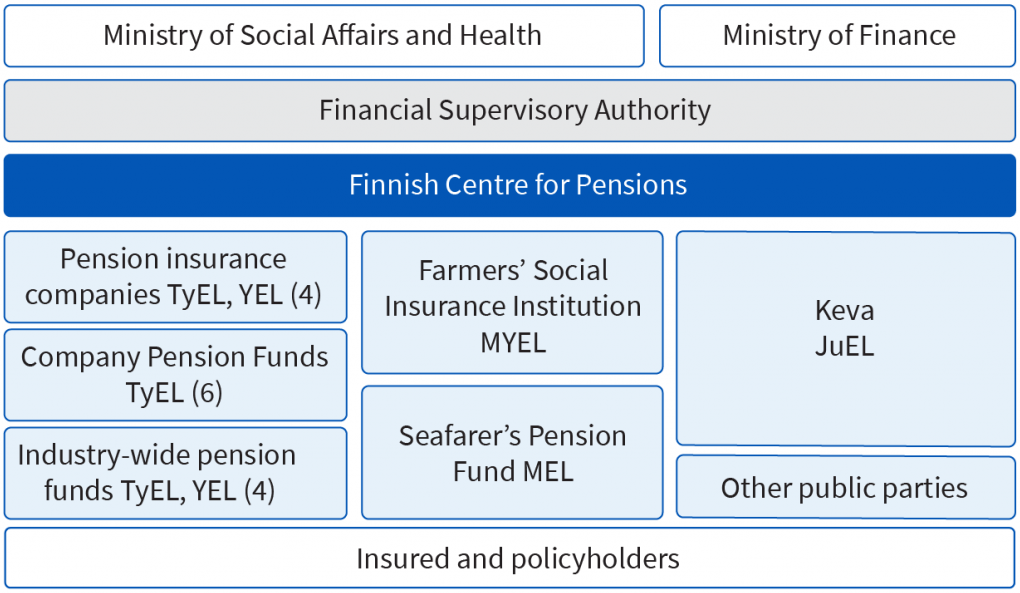 Ministry of Social Affairs and Health
Ministry of Finance
Financial Supervisory Authority
Finnish Centre for Pensions
Pension insurance
companies TyEL, YEL (4)
Company Pension Funds
TyEL (6)
Industry-wide pension
funds TyEL, YEL (4)
Farmers’ Social
Insurance Institution
MYEL
Seafarer’s Pension
Fund MEL
Keva
JuEL
Other public parties
Insured and policyholders